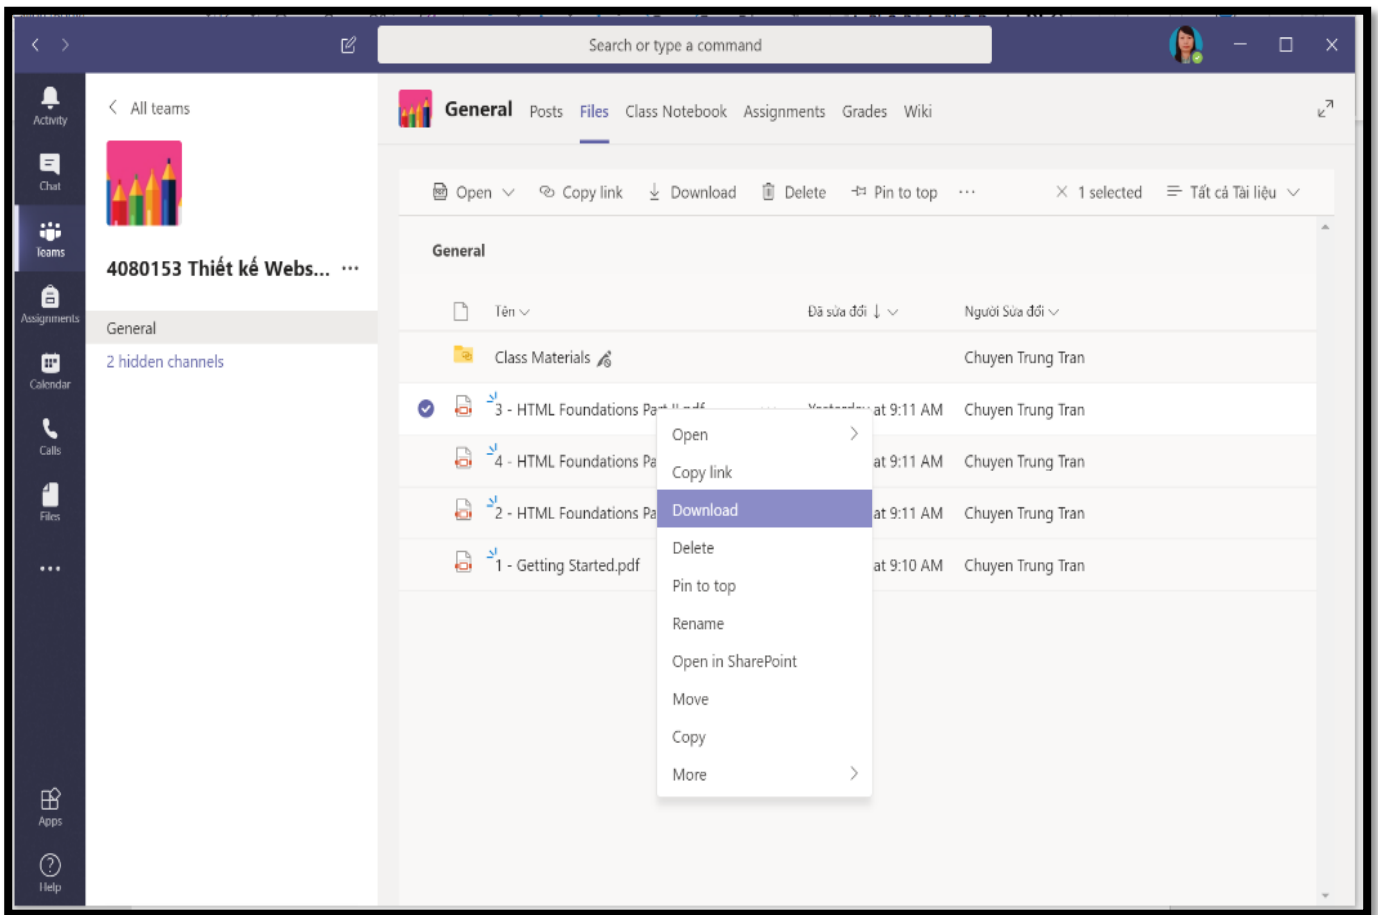 Search or type a command
Activity
Chat
Teams
Assignments
Calendar
Calls
Files
Apps
Help
All teams
4080153 Thiết kế Webs... ...
General
2 hidden channels
General Posts Files Class Notebook Assignments Grades Wiki
Open Copy link Download Delete Pin to top ... 1 selected Tất cả Tài liệu
General
Tên Đã sửa đổi ↓ Người Sửa đổi
Class Materials Chuyen Trung Tran
3 - HTML Foundations Part II.pdf Yesterday at 9:11 AM Chuyen Trung Tran
4 - HTML Foundations Pa at 9:11 AM Chuyen Trung Tran
2 - HTML Foundations Pa at 9:11 AM Chuyen Trung Tran
1 - Getting Started.pdf at 9:10 AM Chuyen Trung Tran
Open
Copy link
Download
Delete
Pin to top
Rename
Open in SharePoint
Move
Copy
More